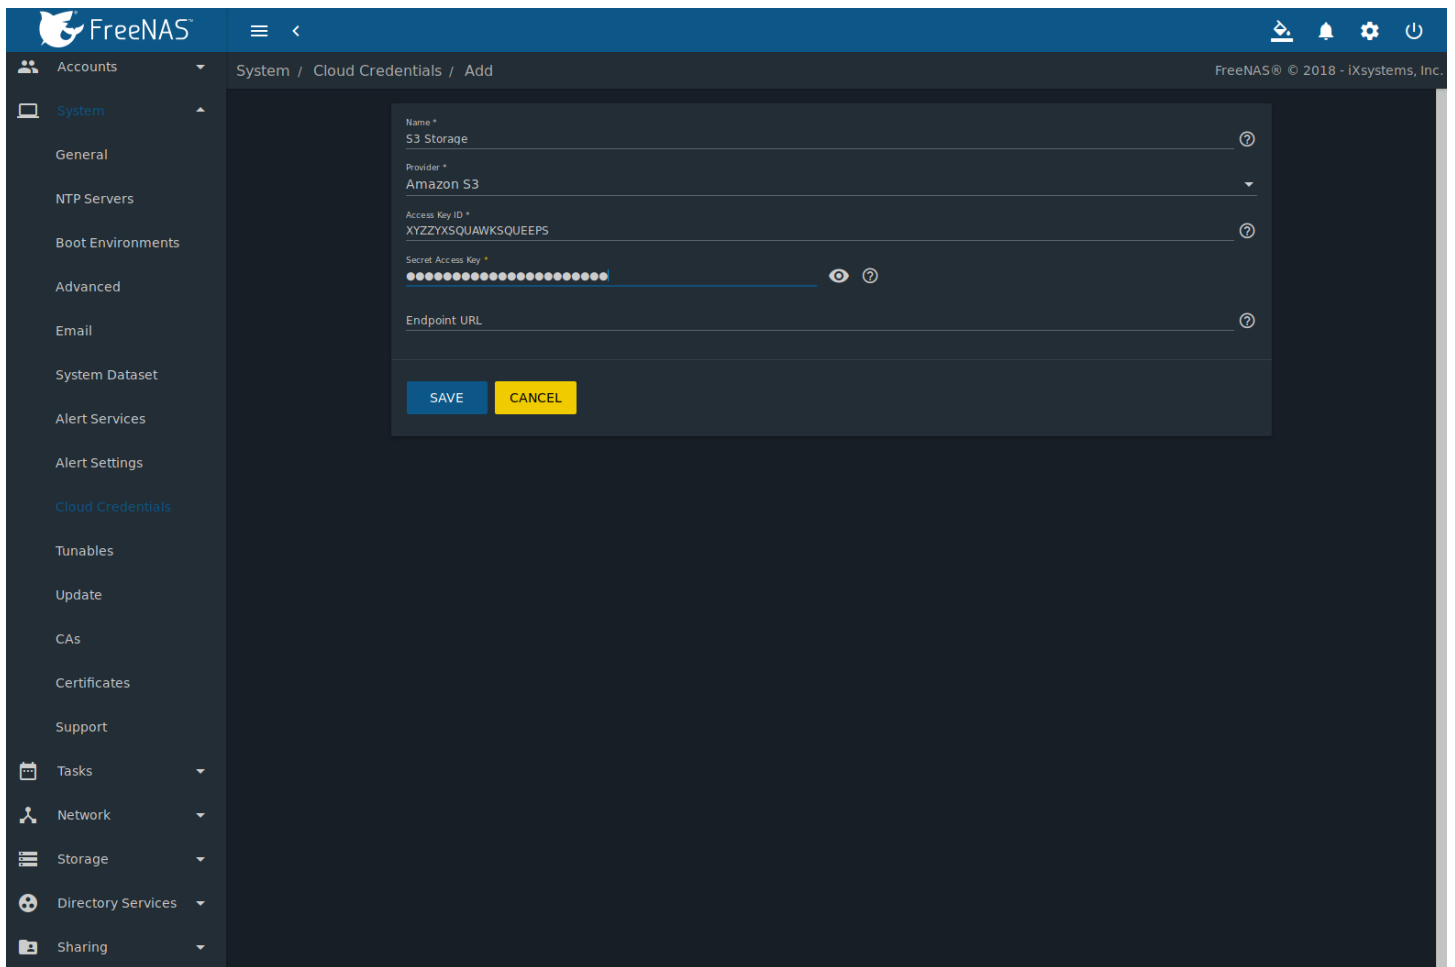 FreeNAS™
Accounts
System / Cloud Credentials / Add
FreeNAS® © 2018 - iXsystems, Inc.
System
General
NTP Servers
Boot Environments
Advanced
Email
System Dataset
Alert Services
Alert Settings
Cloud Credentials
Tunables
Update
CAs
Certificates
Support
Tasks
Network
Storage
Directory Services
Sharing
Name *
S3 Storage
Provider *
Amazon S3
Access Key ID *
XYZZYXSQUAWKSQUEEPS
Secret Access Key *
●●●●●●●●●●●●●●●●●●●●●●
Endpoint URL
SAVE CANCEL